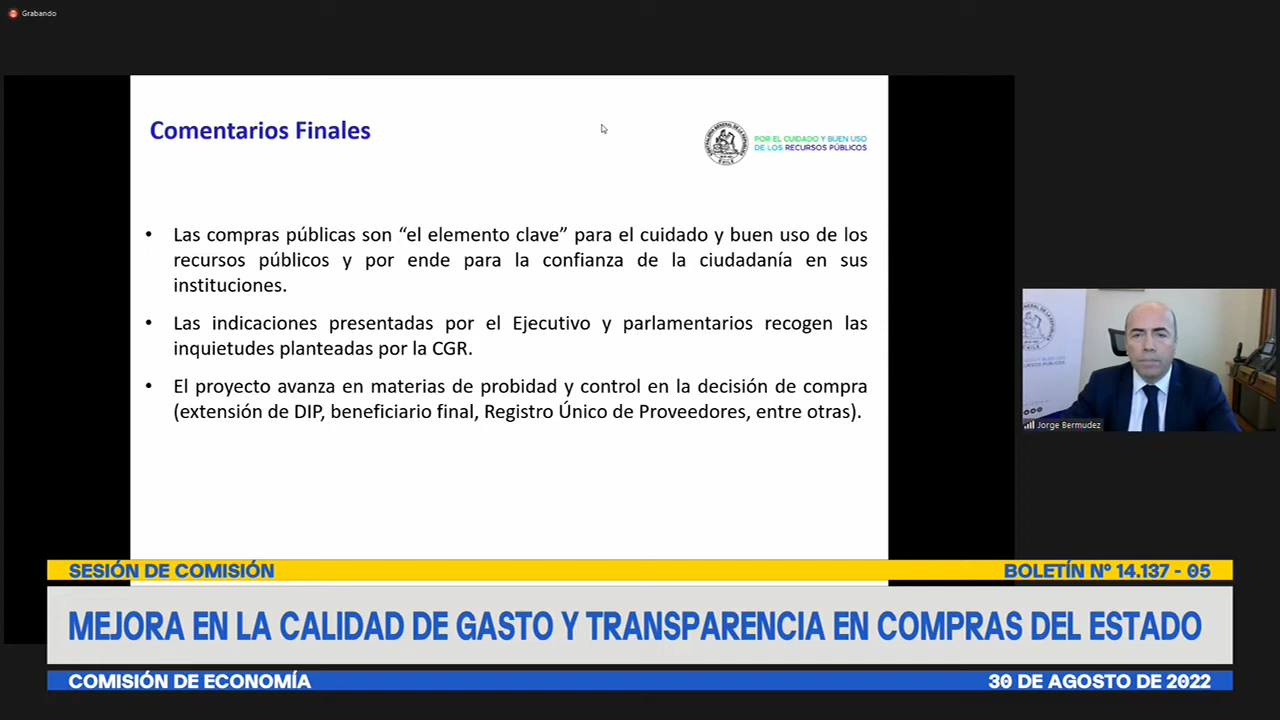 Grabando
Comentarios Finales
POR EL CUIDADO Y BUEN USO
DE LOS RECURSOS PÚBLICOS
• Las compras públicas son “el elemento clave” para el cuidado y buen uso de los
recursos públicos y por ende para la confianza de la ciudadanía en sus
instituciones.
• Las indicaciones presentadas por el Ejecutivo y parlamentarios recogen las
inquietudes planteadas por la CGR.
• El proyecto avanza en materias de probidad y control en la decisión de compra
(extensión de DIP, beneficiario final, Registro Único de Proveedores, entre otras).
Jorge Bermudez
SESIÓN DE COMISIÓN
BOLETÍN Nº 14.137 - 05
MEJORA EN LA CALIDAD DE GASTO Y TRANSPARENCIA EN COMPRAS DEL ESTADO
COMISIÓN DE ECONOMÍA
30 DE AGOSTO DE 2022